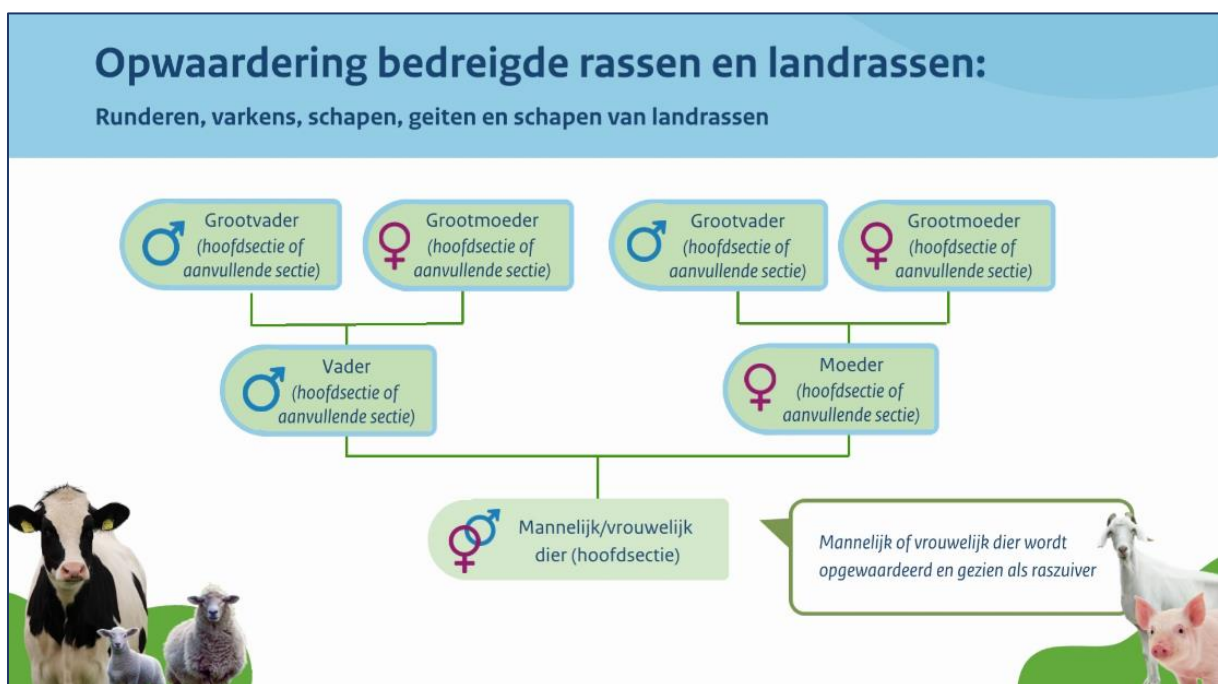 Opwaardering bedreigde rassen en landrassen:
Runderen, varkens, schapen, geiten en schapen van landrassen
Grootvader
(hoofdsectie of
aanvullende sectie)
Grootmoeder
(hoofdsectie of
aanvullende sectie)
Grootvader
(hoofdsectie of
aanvullende sectie)
Grootmoeder
(hoofdsectie of
aanvullende sectie)
Vader
(hoofdsectie of
aanvullende sectie)
Moeder
(hoofdsectie of
aanvullende sectie)
Mannelijk/vrouwelijk
dier (hoofdsectie)
Mannelijk of vrouwelijk dier wordt
opgewaardeerd en gezien als raszuiver